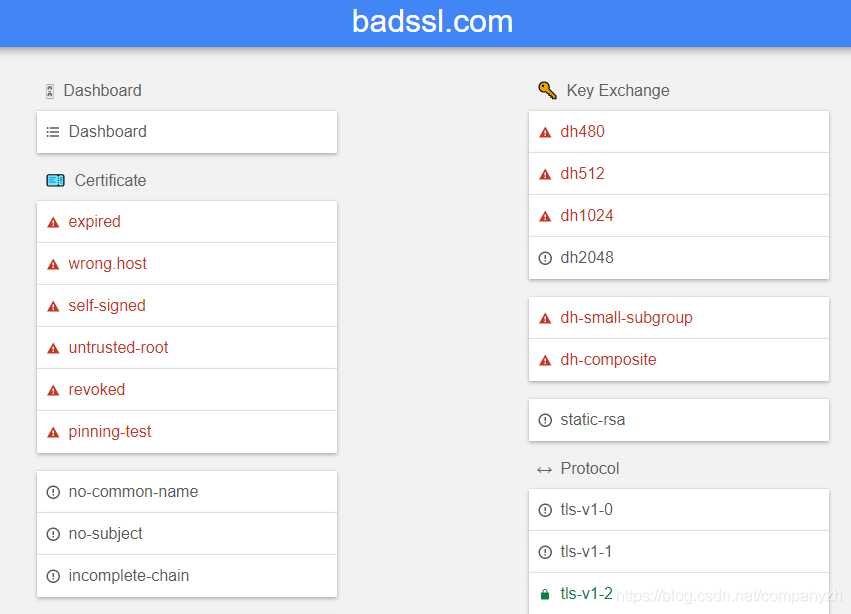 badssl.com
Dashboard
Dashboard
Certificate
expired
wrong.host
self-signed
untrusted-root
revoked
pinning-test
no-common-name
no-subject
incomplete-chain
Key Exchange
dh480
dh512
dh1024
dh2048
dh-small-subgroup
dh-composite
static-rsa
Protocol
tls-v1-0
tls-v1-1
tls-v1-2
https://blog.csdn.net/companyzh